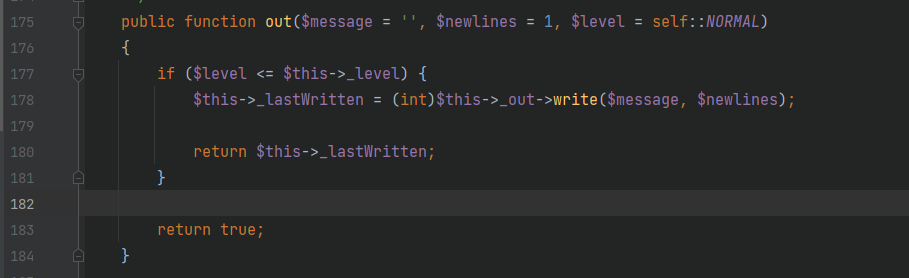 175 public function out($message = '', $newlines = 1, $level = self::NORMAL)
176 {
177 if ($level <= $this->_level) {
178 $this->_lastWritten = (int)$this->_out->write($message, $newlines);
179
180 return $this->_lastWritten;
181 }
182
183 return true;
184 }